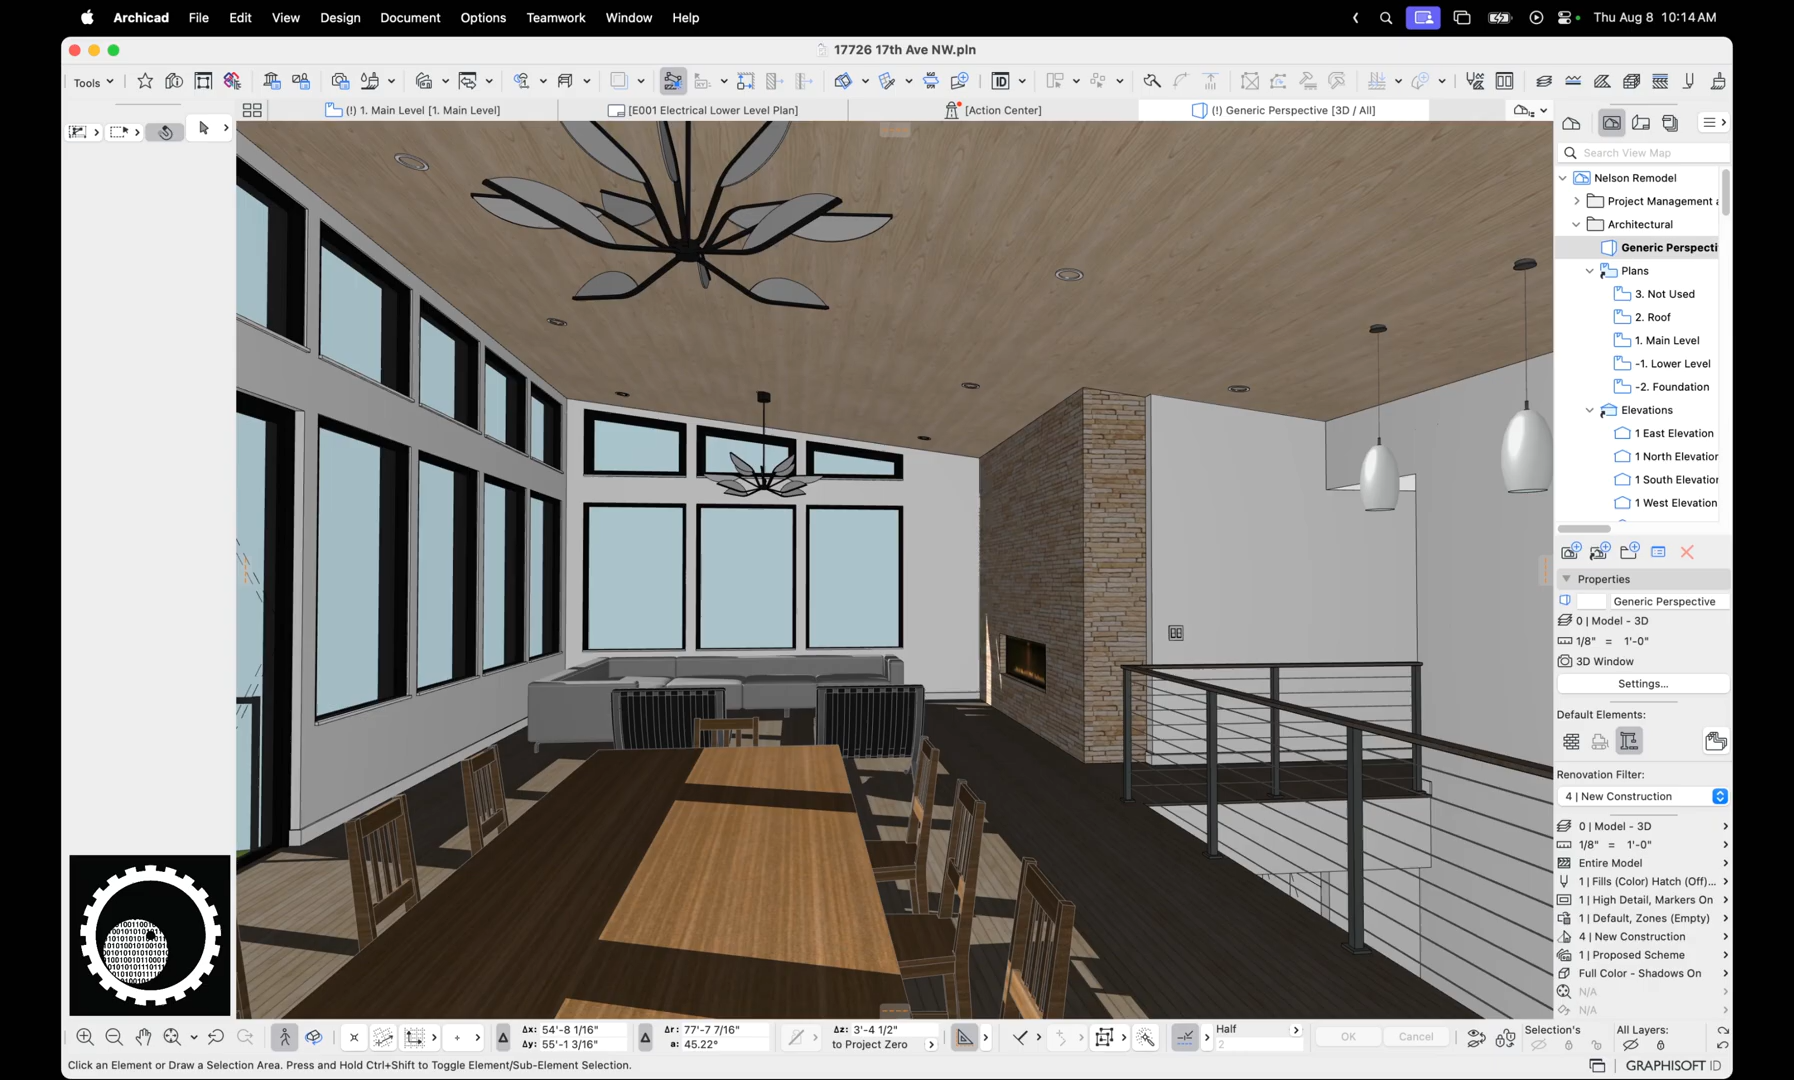 Archicad File Edit View Design Document Options Teamwork Window Help
Thu Aug 8 10:14 AM
17726 17th Ave NW.pln
Tools
(!) 1. Main Level [1. Main Level]
[E001 Electrical Lower Level Plan]
[Action Center]
(!) Generic Perspective [3D / All]
Search View Map
Nelson Remodel
Project Management a
Architectural
Generic Perspecti
Plans
3. Not Used
2. Roof
1. Main Level
-1. Lower Level
-2. Foundation
Elevations
1 East Elevation
1 North Elevation
1 South Elevation
1 West Elevation
Properties
Generic Perspective
0 | Model - 3D
1/8" = 1'-0"
3D Window
Settings...
Default Elements:
Renovation Filter:
4 | New Construction
0 | Model - 3D
1/8" = 1'-0"
Entire Model
1 | Fills (Color) Hatch (Off)...
1 | High Detail, Markers On
1 | Default, Zones (Empty)
4 | New Construction
1 | Proposed Scheme
Full Color - Shadows On
N/A
N/A
Δx: 54'-8 1/16"
Δy: 55'-1 3/16"
Δr: 77'-7 7/16"
a: 45.22°
Δz: 3'-4 1/2"
to Project Zero
Half
2
OK
Cancel
Selection's
All Layers:
Click an Element or Draw a Selection Area. Press and Hold Ctrl+Shift to Toggle Element/Sub-Element Selection.
GRAPHISOFT ID